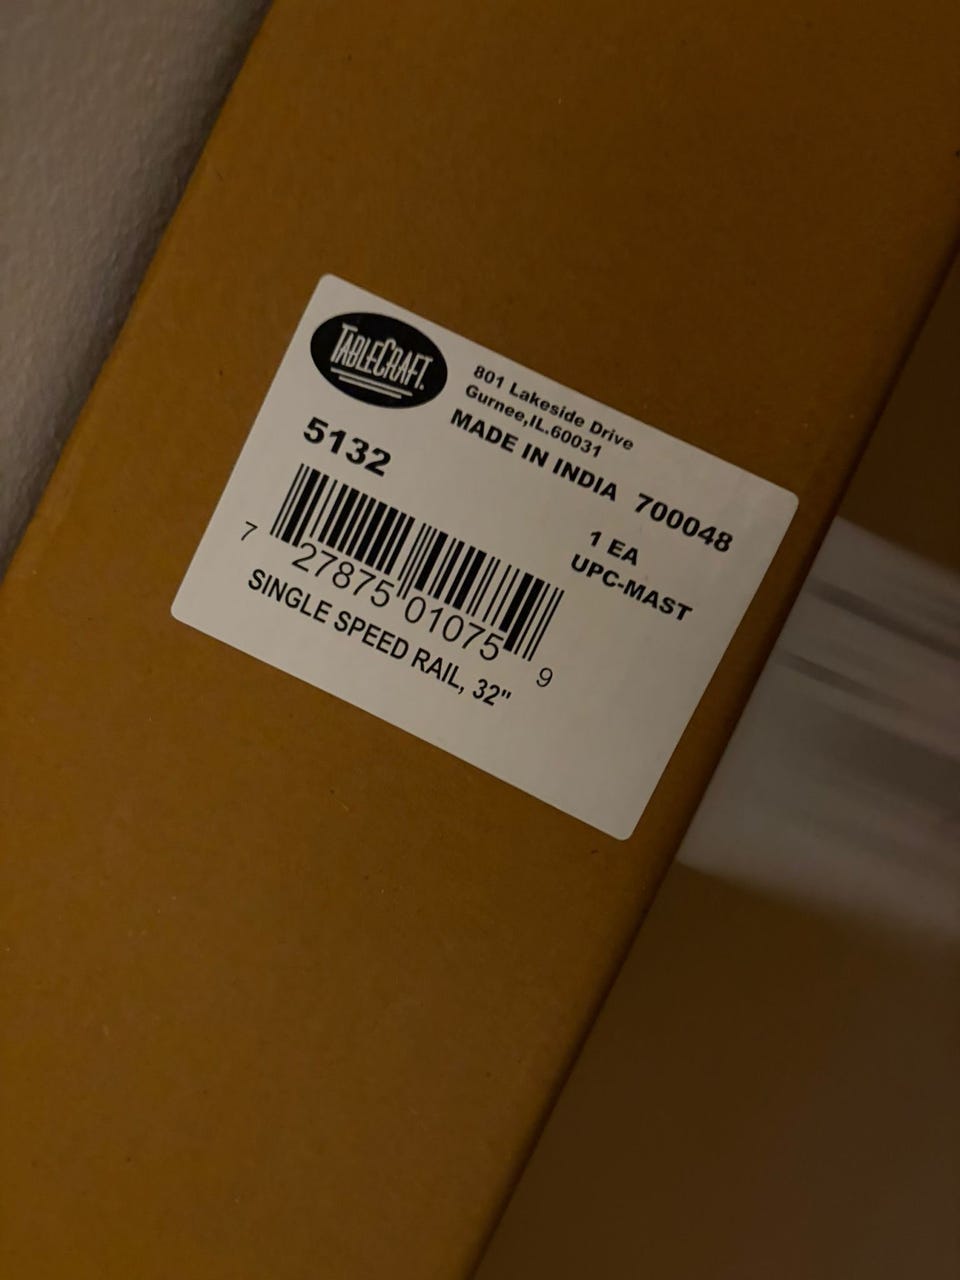 TABLECRAFT.
801 Lakeside Drive
Gurnee,IL.60031
MADE IN INDIA 700048
5132
1 EA
UPC-MAST
7 27875 01075 9
SINGLE SPEED RAIL, 32"